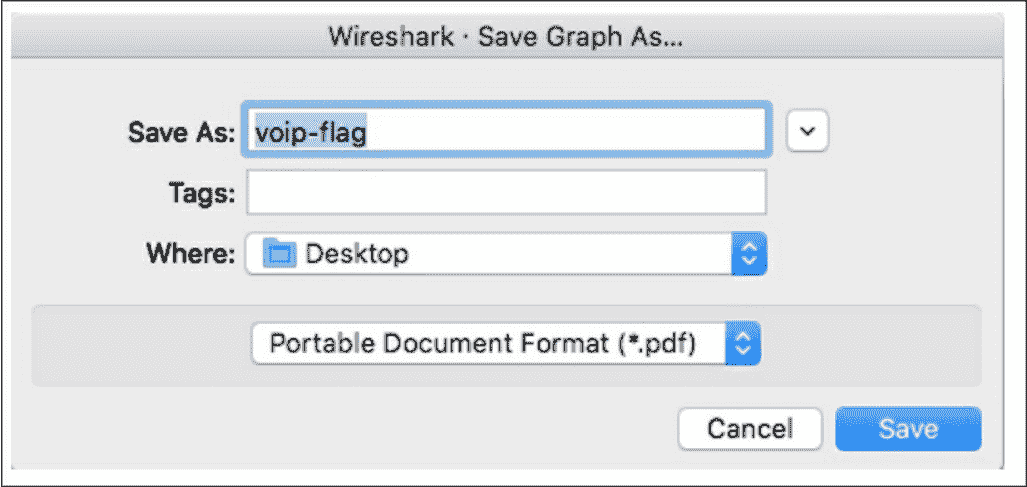 Wireshark · Save Graph As...
Save As: voip-flag
Tags:
Where: Desktop
Portable Document Format (*.pdf)
Cancel Save